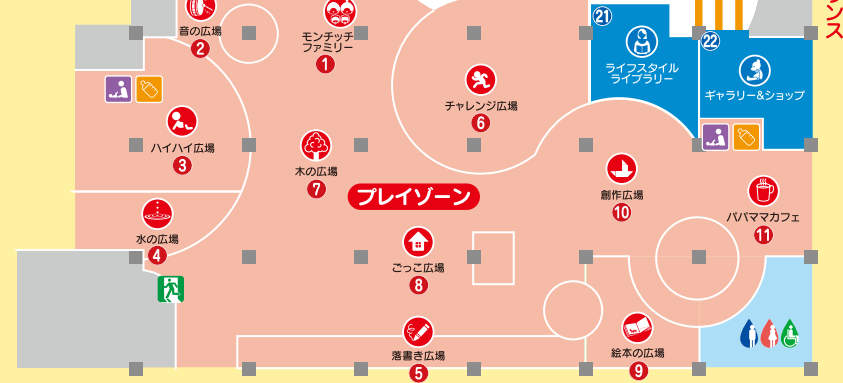 音の広場
2
モンチッチ
ファミリー
1
21
ライフスタイル
ライブラリー
22
ギャラリー&ショップ
ンス
チャレンジ広場
6
ハイハイ広場
3
木の広場
7
プレイゾーン
創作広場
10
パパママカフェ
11
水の広場
4
ごっこ広場
8
落書き広場
5
絵本の広場
9